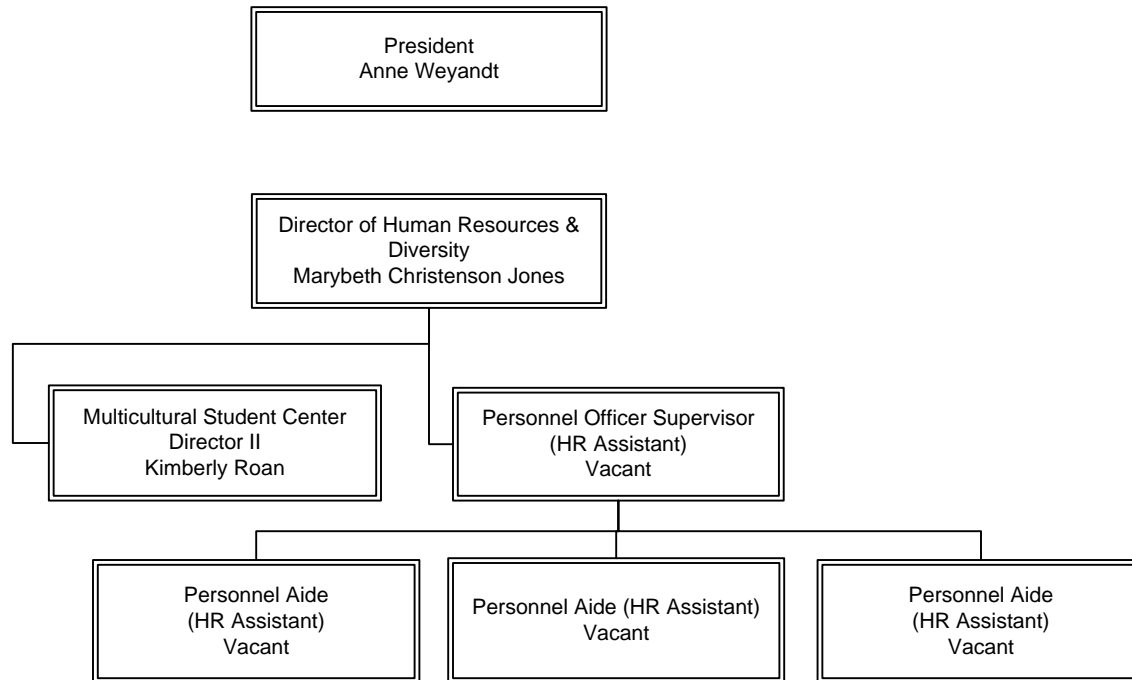 President
Anne Weyandt
Director of Human Resources &
Diversity
Marybeth Christenson Jones
Multicultural Student Center
Director II
Kimberly Roan
Personnel Officer Supervisor
(HR Assistant)
Vacant
Personnel Aide
(HR Assistant)
Vacant
Personnel Aide (HR Assistant)
Vacant
Personnel Aide
(HR Assistant)
Vacant